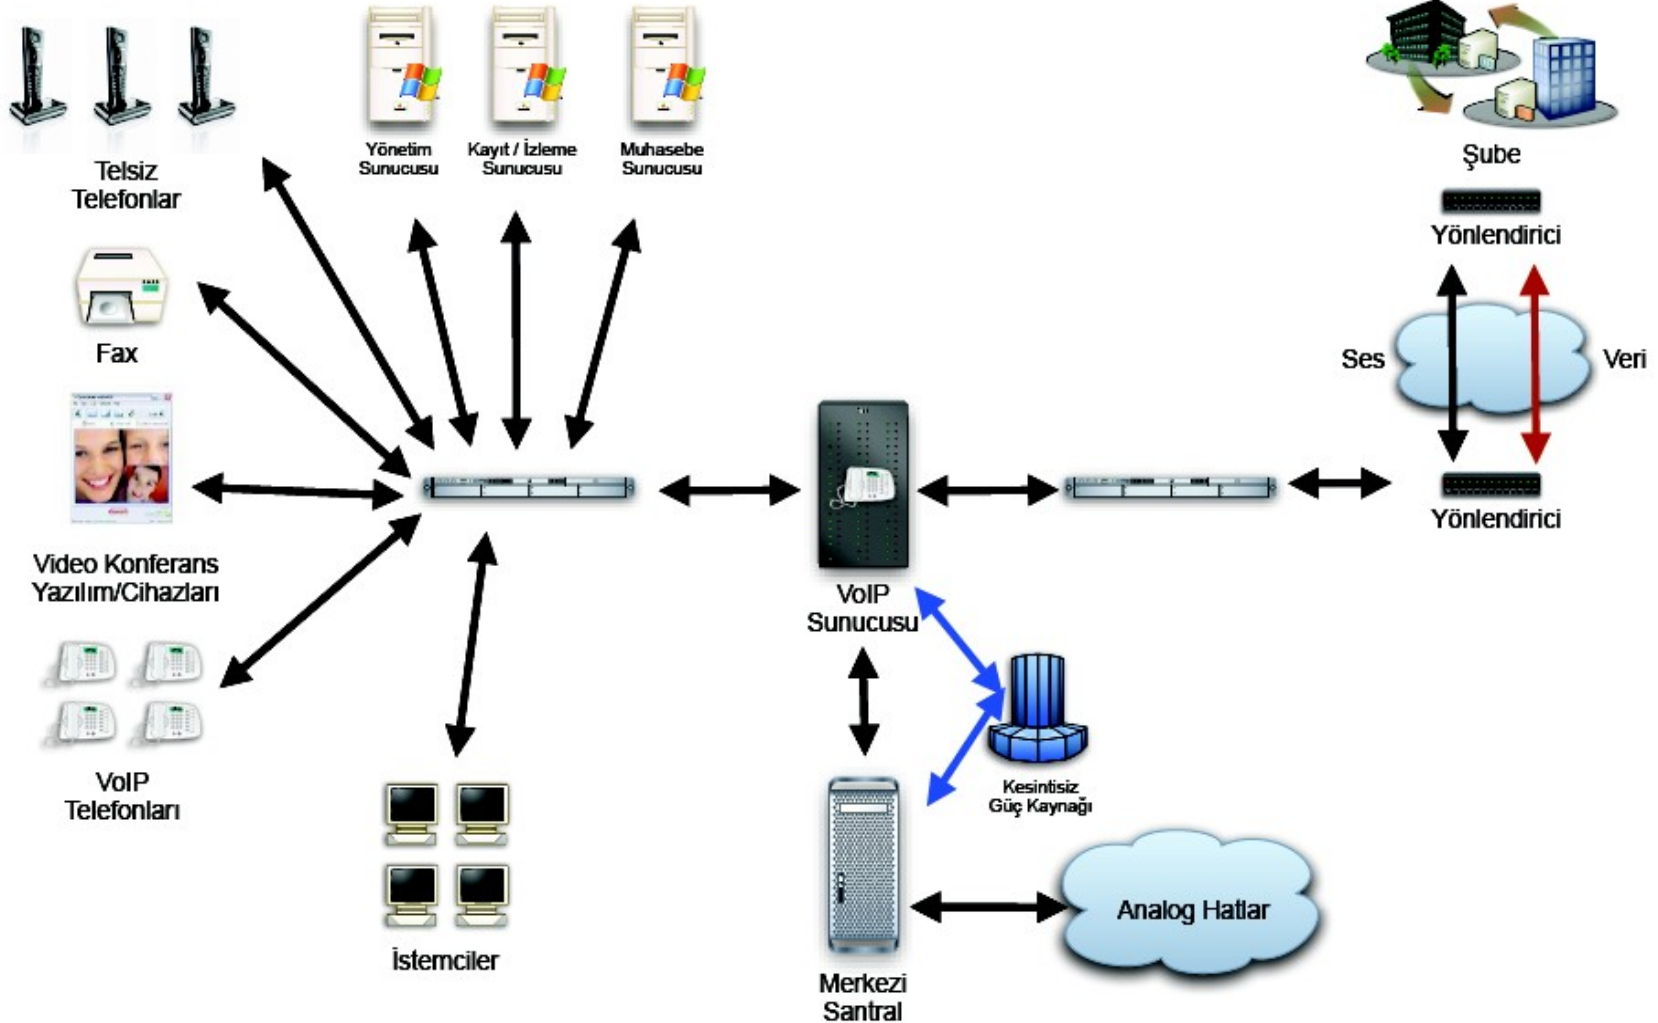 Telsiz
Telefonlar
Yönetim
Sunucusu
Kayıt / İzleme
Sunucusu
Muhasebe
Sunucusu
Şube
Yönlendirici
Fax
Ses
Veri
Video Konferans
Yazılım/Cihazları
Yönlendirici
VoIP
Sunucusu
VoIP
Telefonları
Kesintisiz
Güç Kaynağı
İstemciler
Analog Hatlar
Merkezi
Santral